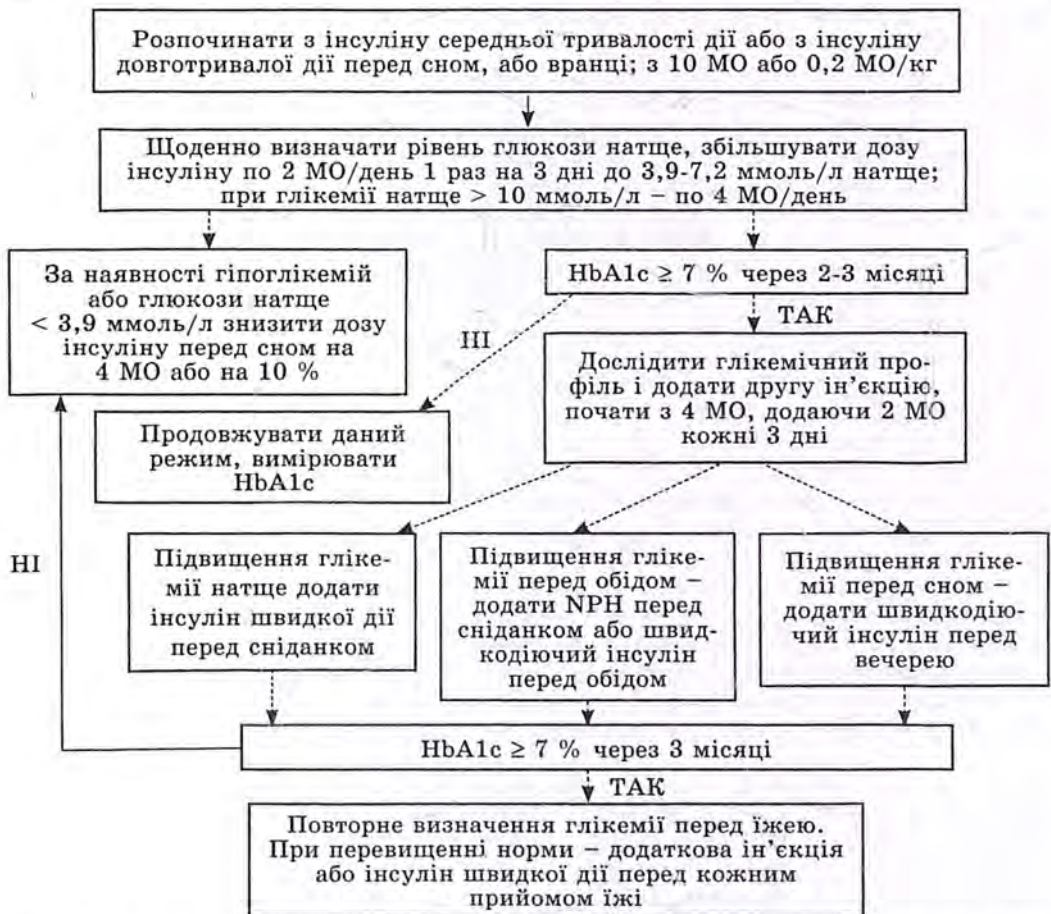 Розпочинати з інсуліну середньої тривалості дії або з інсуліну
довготривалої дії перед сном, або вранці; з 10 МО або 0,2 МО/кг
Щоденно визначати рівень глюкози натще, збільшувати дозу
інсуліну по 2 МО/день 1 раз на 3 дні до 3,9-7,2 ммоль/л натще;
при глікемії натще > 10 ммоль/л – по 4 МО/день
За наявності гіпоглікемій
або глюкози натще
< 3,9 ммоль/л знизити дозу
інсуліну перед сном на
4 МО або на 10 %
HbA1c ≥ 7 % через 2-3 місяці
НІ
ТАК
Дослідити глікемічний про-
філь і додати другу ін’єкцію,
почати з 4 МО, додаючи 2 МО
кожні 3 дні
Продовжувати даний
режим, вимірювати
HbA1c
НІ
Підвищення гліке-
мії натще додати
інсулін швидкої дії
перед сніданком
Підвищення гліке-
мії перед обідом –
додати NPH перед
сніданком або швид-
кодіючий інсулін
перед обідом
Підвищення гліке-
мії перед сном –
додати швидкодію-
чий інсулін перед
вечерею
HbA1c ≥ 7 % через 3 місяці
ТАК
Повторне визначення глікемії перед їжею.
При перевищенні норми – додаткова ін’єкція
або інсулін швидкої дії перед кожним
прийомом їжі